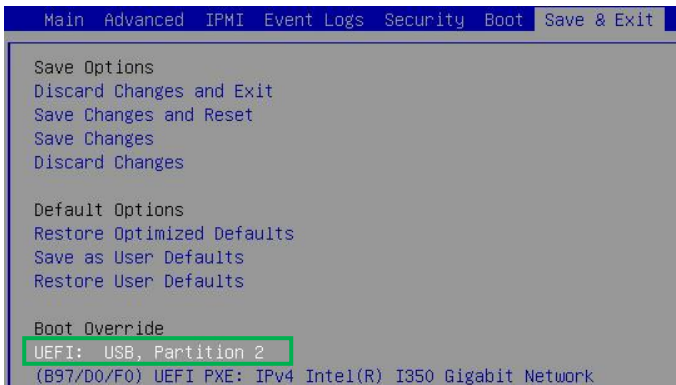 Main Advanced IPMI Event Logs Security Boot Save & Exit
Save Options
Discard Changes and Exit
Save Changes and Reset
Save Changes
Discard Changes
Default Options
Restore Optimized Defaults
Save as User Defaults
Restore User Defaults
Boot Override
UEFI: USB, Partition 2
(B97/D0/F0) UEFI PXE: IPv4 Intel(R) I350 Gigabit Network